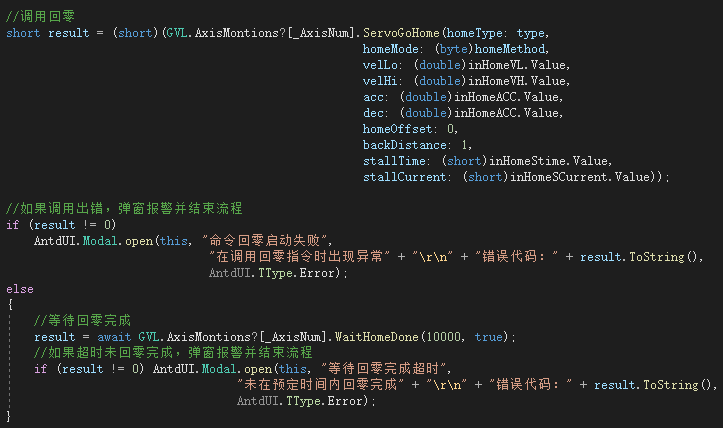 //调用回零
short result = (short)(GVL.AxisMontions?[_AxisNum].ServoGoHome(homeType: type,
homeMode: (byte)homeMethod,
velLo: (double)inHomeVL.Value,
velHi: (double)inHomeVH.Value,
acc: (double)inHomeACC.Value,
dec: (double)inHomeACC.Value,
homeOffset: 0,
backDistance: 1,
stallTime: (short)inHomeStime.Value,
stallCurrent: (short)inHomeSCurrent.Value));
//如果调用出错，弹窗报警并结束流程
if (result != 0)
AntdUI.Modal.open(this, "命令回零启动失败",
"在调用回零指令时出现异常" + "\r\n" + "错误代码：" + result.ToString(),
AntdUI.TType.Error);
else
{
//等待回零完成
result = await GVL.AxisMontions?[_AxisNum].WaitHomeDone(10000, true);
//如果超时未回零完成，弹窗报警并结束流程
if (result != 0) AntdUI.Modal.open(this, "等待回零完成超时",
"未在预定时间内回零完成" + "\r\n" + "错误代码：" + result.ToString(),
AntdUI.TType.Error);
}